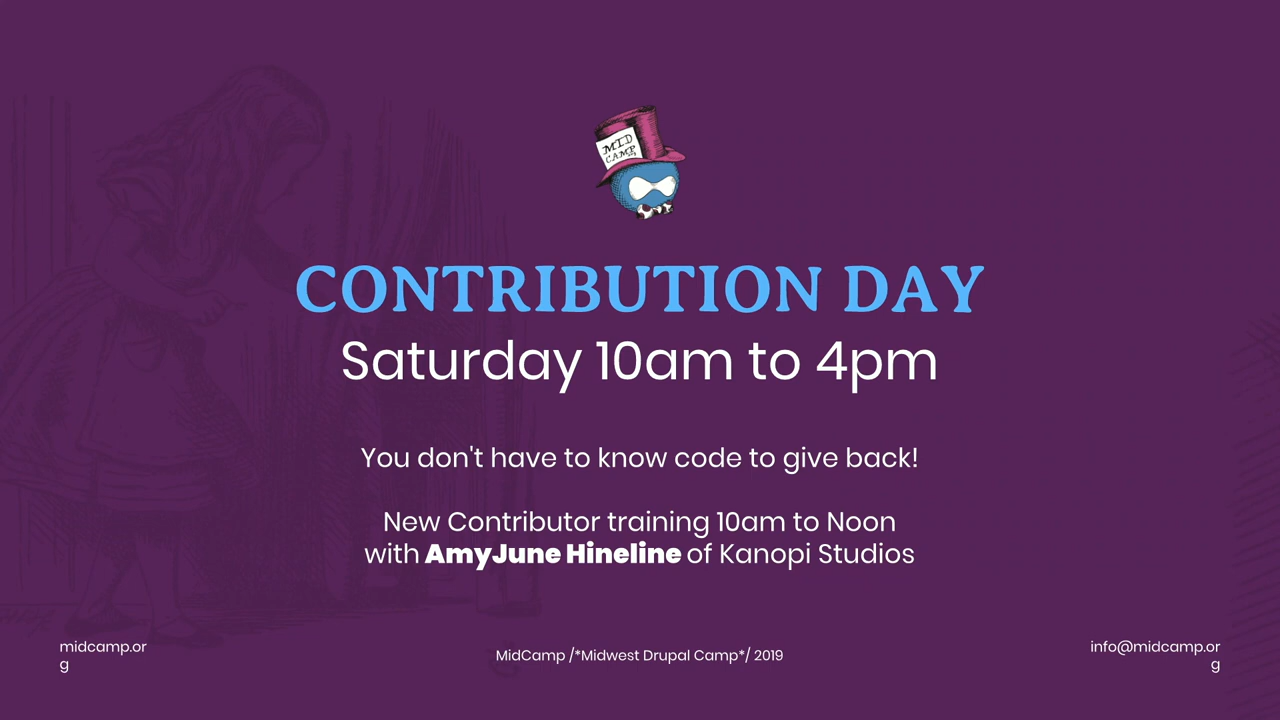 MID
CAMP
CONTRIBUTION DAY
Saturday 10am to 4pm
You don't have to know code to give back!
New Contributor training 10am to Noon
with AmyJune Hineline of Kanopi Studios
midcamp.or
g
MidCamp /*Midwest Drupal Camp*/ 2019
info@midcamp.or
g